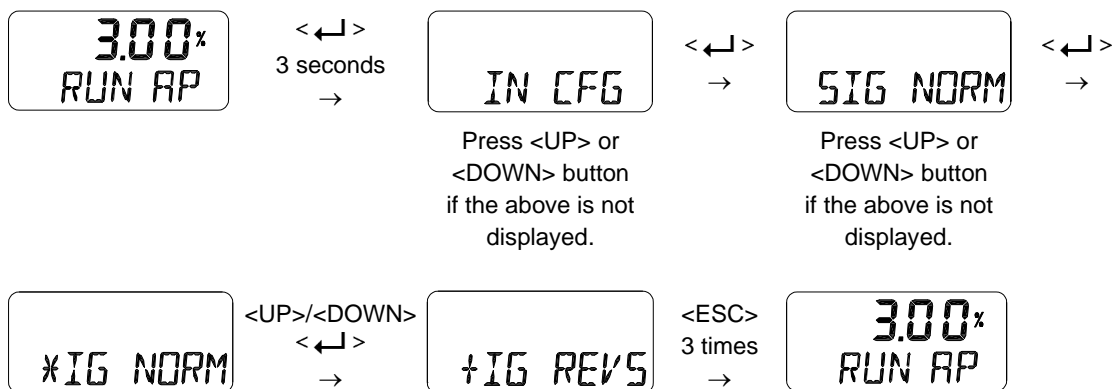 3.00%
RUN AP
<↵>
3 seconds
→
IN CFG
Press <UP> or
<DOWN> button
if the above is not
displayed.
<↵>
→
SIG NORM
Press <UP> or
<DOWN> button
if the above is not
displayed.
<↵>
→
*IG NORM
<UP>/<DOWN>
<↵>
→
+IG REVS
<ESC>
3 times
→
3.00%
RUN AP